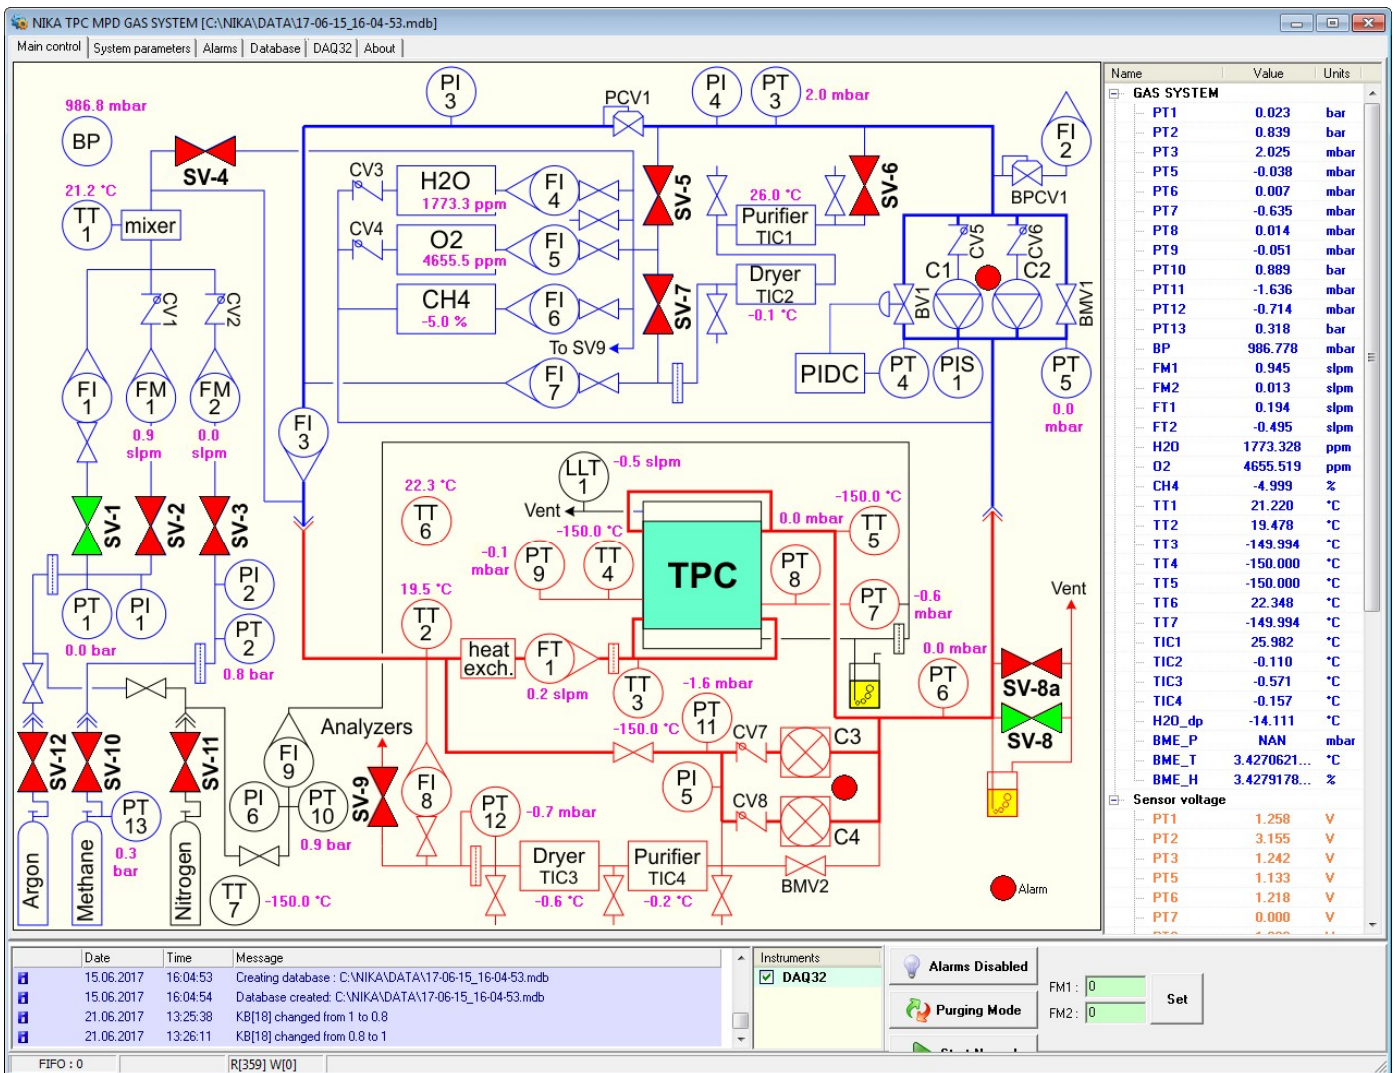 NIKA TPC MPD GAS SYSTEM [C:\NIKA\DATA\17-06-15_16-04-53.mdb]
Main control System parameters Alarms Database DAQ32 About
986.8 mbar
BP
SV-4
21.2 °C
TT 1
mixer
CV1
CV2
FI 1
FM 1
FM 2
0.9 slpm
0.0 slpm
SV-1
SV-2
SV-3
PT 1
PI 1
0.0 bar
PI 2
PT 2
0.8 bar
SV-12
SV-10
SV-11
PT 13
0.3 bar
Argon
Methane
Nitrogen
TT 7
-150.0 °C
PI 3
PCV1
PI 4
PT 3
2.0 mbar
FI 2
BPCV1
CV3
H2O
1773.3 ppm
FI 4
CV4
O2
4655.5 ppm
FI 5
CH4
-5.0 %
FI 6
To SV9
FI 7
SV-5
SV-6
SV-7
26.0 °C
Purifier
TIC1
Dryer
TIC2
-0.1 °C
CV5
CV6
C1
C2
BV1
BMV1
PIDC
PT 4
PIS 1
PT 5
0.0 mbar
FI 3
22.3 °C
TT 6
LLT 1
-0.5 slpm
Vent
-150.0 °C
-0.1 mbar
PT 9
TT 4
TPC
0.0 mbar
PT 8
-150.0 °C
TT 5
PT 7
-0.6 mbar
19.5 °C
TT 2
heat exch.
FT 1
0.2 slpm
TT 3
-150.0 °C
-1.6 mbar
PT 11
0.0 mbar
PT 6
Vent
SV-8a
SV-8
CV7
C3
PI 5
CV8
C4
Analyzers
FI 9
PI 6
PT 10
0.9 bar
SV-9
FI 8
PT 12
-0.7 mbar
Dryer
TIC3
-0.6 °C
Purifier
TIC4
-0.2 °C
BMV2
Alarm
Name Value Units
GAS SYSTEM
PT1 0.023 bar
PT2 0.839 bar
PT3 2.025 mbar
PT5 -0.038 mbar
PT6 0.007 mbar
PT7 -0.635 mbar
PT8 0.014 mbar
PT9 -0.051 mbar
PT10 0.889 bar
PT11 -1.636 mbar
PT12 -0.714 mbar
PT13 0.318 bar
BP 986.778 mbar
FM1 0.945 slpm
FM2 0.013 slpm
FT1 0.194 slpm
FT2 -0.495 slpm
H2O 1773.328 ppm
O2 4655.519 ppm
CH4 -4.999 %
TT1 21.220 °C
TT2 19.478 °C
TT3 -149.994 °C
TT4 -150.000 °C
TT5 -150.000 °C
TT6 22.348 °C
TT7 -149.994 °C
TIC1 25.982 °C
TIC2 -0.110 °C
TIC3 -0.571 °C
TIC4 -0.157 °C
H2O_dp -14.111 °C
BME_P NAN mbar
BME_T 3.4270621... °C
BME_H 3.4279178... %
Sensor voltage
PT1 1.258 V
PT2 3.155 V
PT3 1.242 V
PT5 1.133 V
PT6 1.218 V
PT7 0.000 V
Date Time Message
15.06.2017 16:04:53 Creating database : C:\NIKA\DATA\17-06-15_16-04-53.mdb
15.06.2017 16:04:54 Database created: C:\NIKA\DATA\17-06-15_16-04-53.mdb
21.06.2017 13:25:38 KB[18] changed from 1 to 0.8
21.06.2017 13:26:11 KB[18] changed from 0.8 to 1
Instruments
DAQ32
Alarms Disabled
Purging Mode
FM1 : 0
FM2 : 0
Set
FIFO : 0
R[359] W[0]